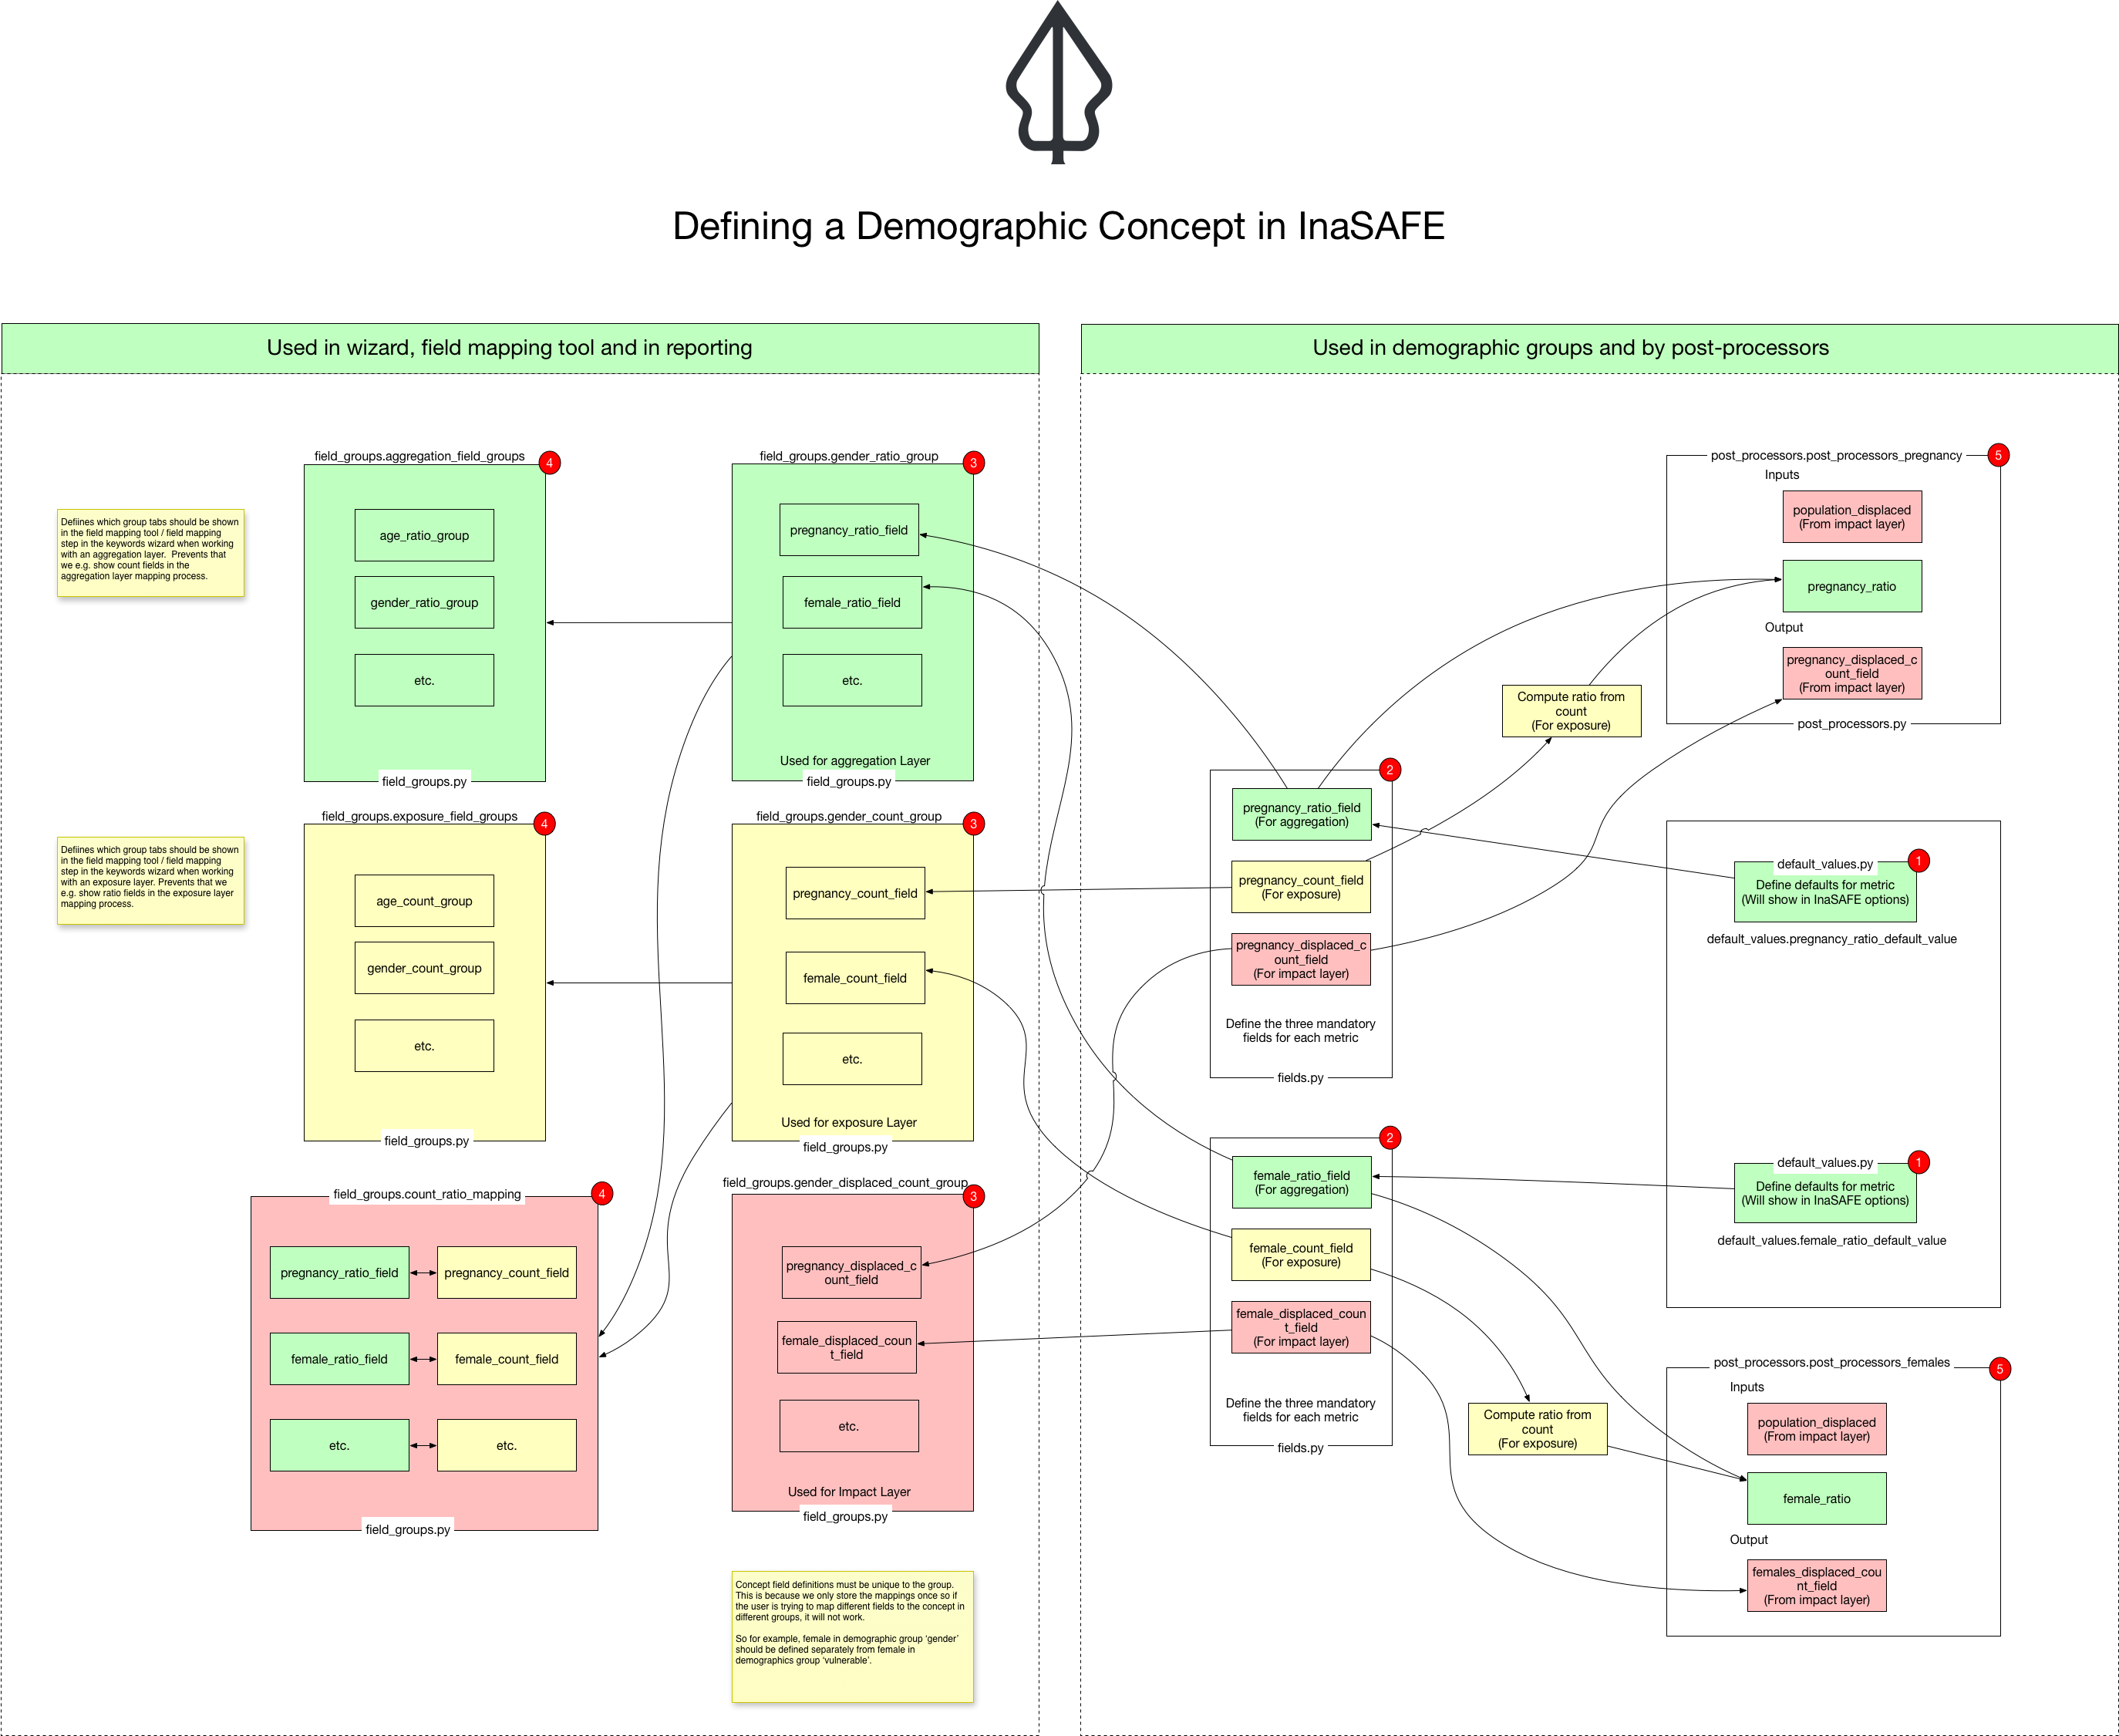 Defining a Demographic Concept in InaSAFE
Used in wizard, field mapping tool and in reporting
Used in demographic groups and by post-processors
Defiines which group tabs should be shown
in the field mapping tool / field mapping
step in the keywords wizard when working
with an aggregation layer.  Prevents that
we e.g. show count fields in the
aggregation layer mapping process.
field_groups.aggregation_field_groups
4
age_ratio_group
gender_ratio_group
etc.
field_groups.py
field_groups.gender_ratio_group
3
pregnancy_ratio_field
female_ratio_field
etc.
Used for aggregation Layer
field_groups.py
Defiines which group tabs should be shown
in the field mapping tool / field mapping
step in the keywords wizard when working
with an exposure layer. Prevents that we
e.g. show ratio fields in the exposure layer
mapping process.
field_groups.exposure_field_groups
4
age_count_group
gender_count_group
etc.
field_groups.py
field_groups.gender_count_group
3
pregnancy_count_field
female_count_field
etc.
Used for exposure Layer
field_groups.py
field_groups.count_ratio_mapping
4
pregnancy_ratio_field
pregnancy_count_field
female_ratio_field
female_count_field
etc.
etc.
field_groups.py
field_groups.gender_displaced_count_group
3
pregnancy_displaced_c
ount_field
female_displaced_coun
t_field
etc.
Used for Impact Layer
field_groups.py
Concept field definitions must be unique to the group.
This is because we only store the mappings once so if
the user is trying to map different fields to the concept in
different groups, it will not work.
So for example, female in demographic group ‘gender’
should be defined separately from female in
demographics group ‘vulnerable’.
2
pregnancy_ratio_field
(For aggregation)
pregnancy_count_field
(For exposure)
pregnancy_displaced_c
ount_field
(For impact layer)
Define the three mandatory
fields for each metric
fields.py
2
female_ratio_field
(For aggregation)
female_count_field
(For exposure)
female_displaced_coun
t_field
(For impact layer)
Define the three mandatory
fields for each metric
fields.py
Compute ratio from
count
(For exposure)
Compute ratio from
count
(For exposure)
post_processors.post_processors_pregnancy
5
Inputs
population_displaced
(From impact layer)
pregnancy_ratio
Output
pregnancy_displaced_c
ount_field
(From impact layer)
post_processors.py
default_values.py
1
Define defaults for metric
(Will show in InaSAFE options)
default_values.pregnancy_ratio_default_value
default_values.py
1
Define defaults for metric
(Will show in InaSAFE options)
default_values.female_ratio_default_value
post_processors.post_processors_females
5
Inputs
population_displaced
(From impact layer)
female_ratio
Output
females_displaced_cou
nt_field
(From impact layer)